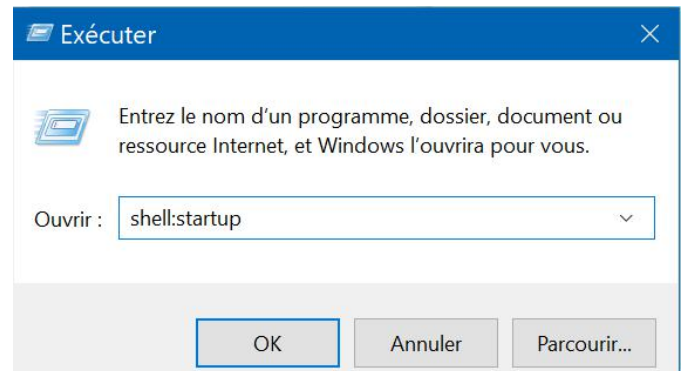 Exécuter
Entrez le nom d'un programme, dossier, document ou
ressource Internet, et Windows l'ouvrira pour vous.
Ouvrir : shell:startup
OK Annuler Parcourir...